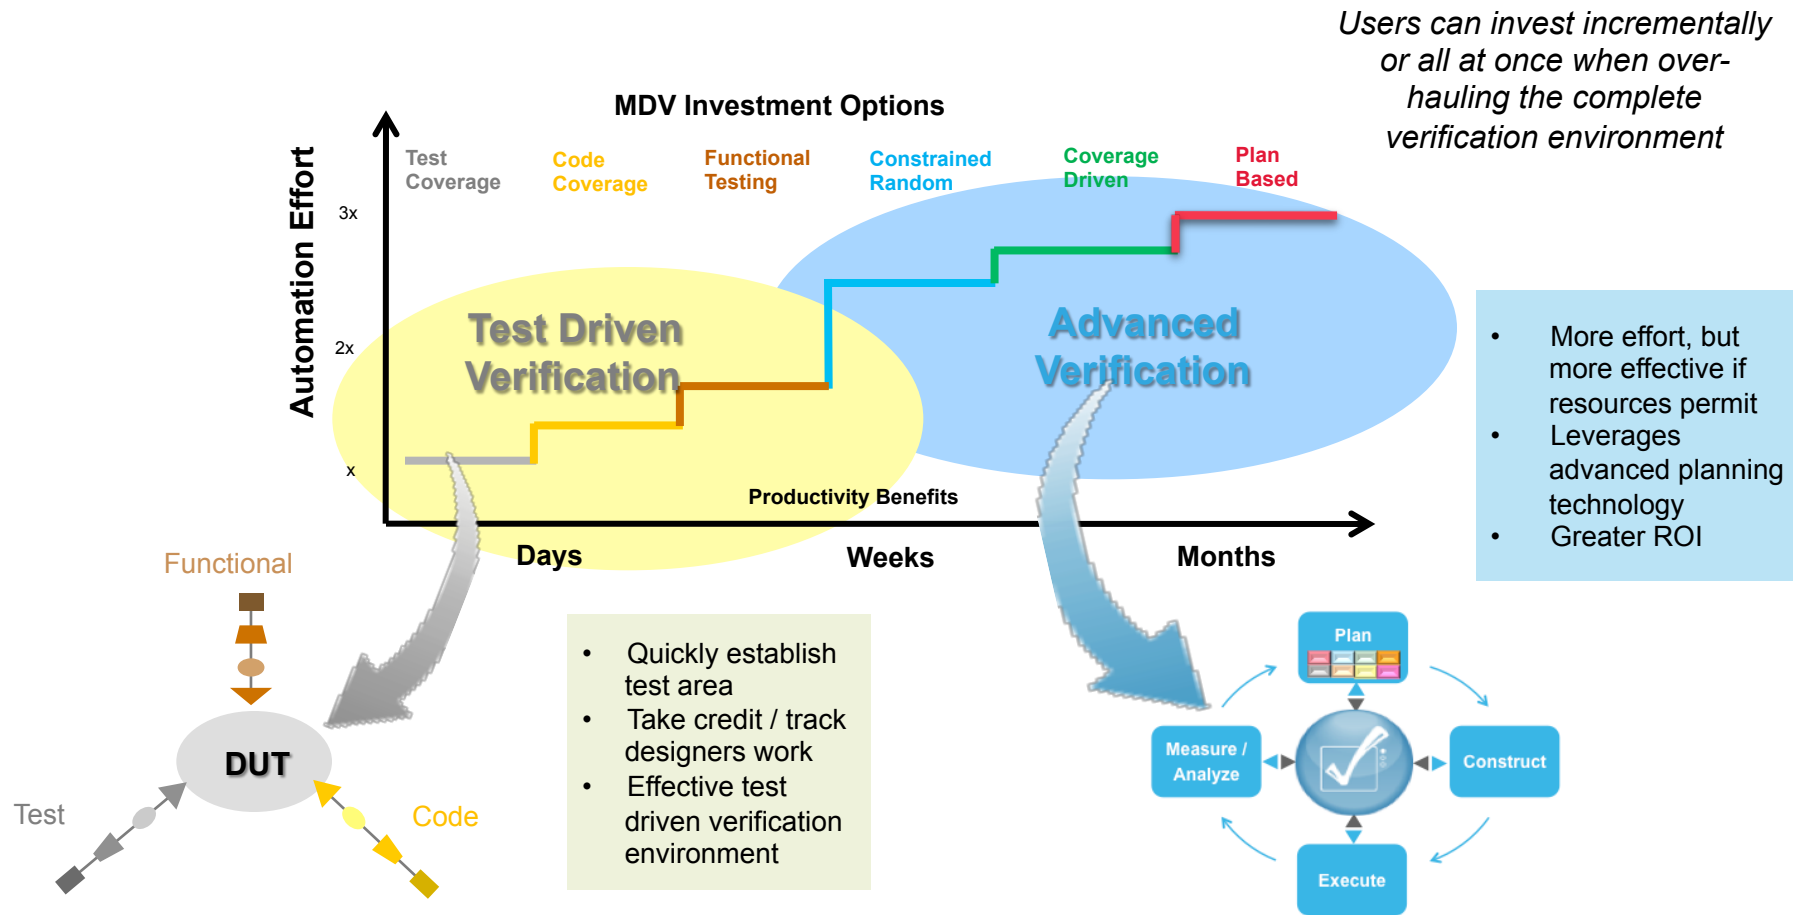 Users can invest incrementally
or all at once when over-
hauling the complete
verification environment
MDV Investment Options
Automation Effort
3x
2x
x
Test
Coverage
Code
Coverage
Functional
Testing
Constrained
Random
Coverage
Driven
Plan
Based
Test Driven
Verification
Advanced
Verification
Productivity Benefits
Days
Weeks
Months
• More effort, but
more effective if
resources permit
• Leverages
advanced planning
technology
• Greater ROI
Functional
DUT
Test
Code
• Quickly establish
test area
• Take credit / track
designers work
• Effective test
driven verification
environment
Plan
Measure /
Analyze
Construct
Execute